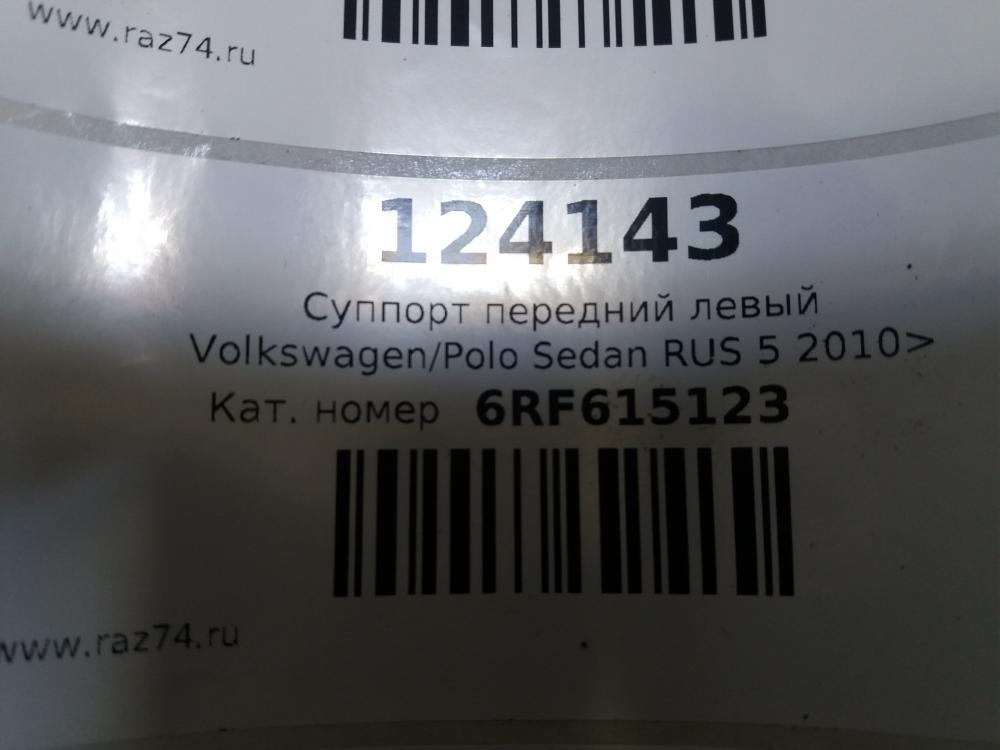 www.raz74.ru
124143
Суппорт передний левый
Volkswagen/Polo Sedan RUS 5 2010>
Кат. номер 6RF615123
www.raz74.ru